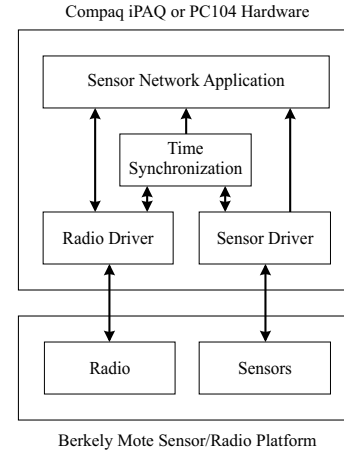 Compaq iPAQ or PC104 Hardware
Sensor Network Application
Time
Synchronization
Radio Driver
Sensor Driver
Radio
Sensors
Berkely Mote Sensor/Radio Platform